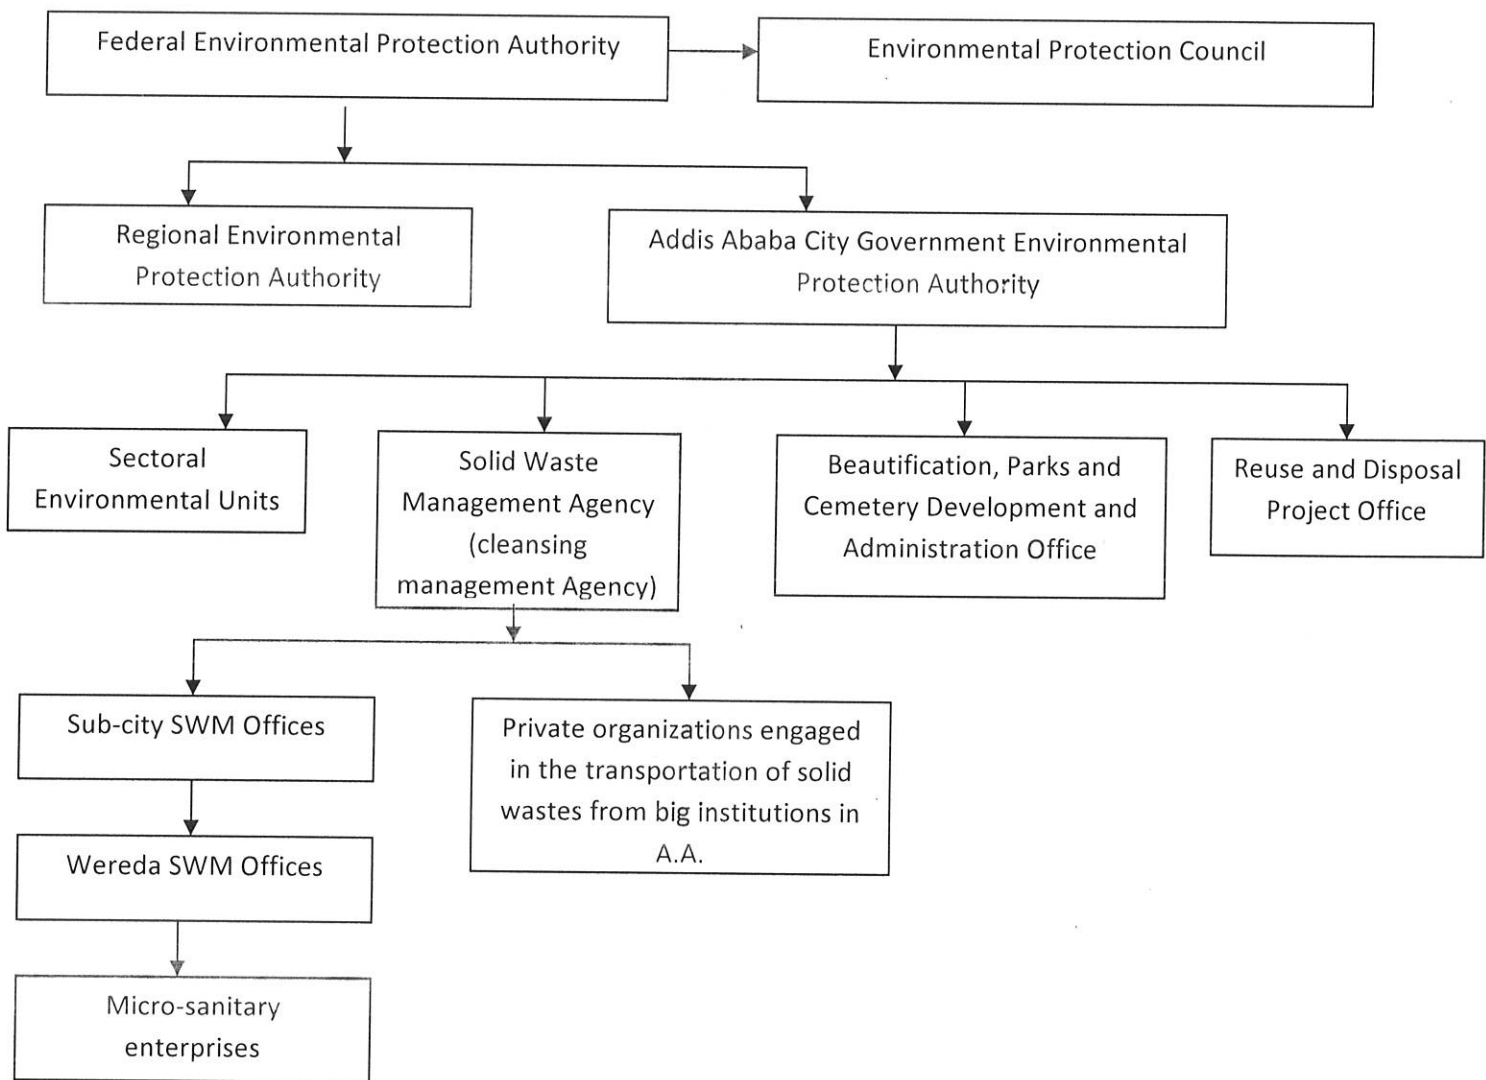 Federal Environmental Protection Authority
Environmental Protection Council
Regional Environmental
Protection Authority
Addis Ababa City Government Environmental
Protection Authority
Sectoral
Environmental Units
Solid Waste
Management Agency
(cleansing
management Agency)
Beautification, Parks and
Cemetery Development and
Administration Office
Reuse and Disposal
Project Office
Sub-city SWM Offices
Private organizations engaged
in the transportation of solid
wastes from big institutions in
A.A.
Wereda SWM Offices
Micro-sanitary
enterprises